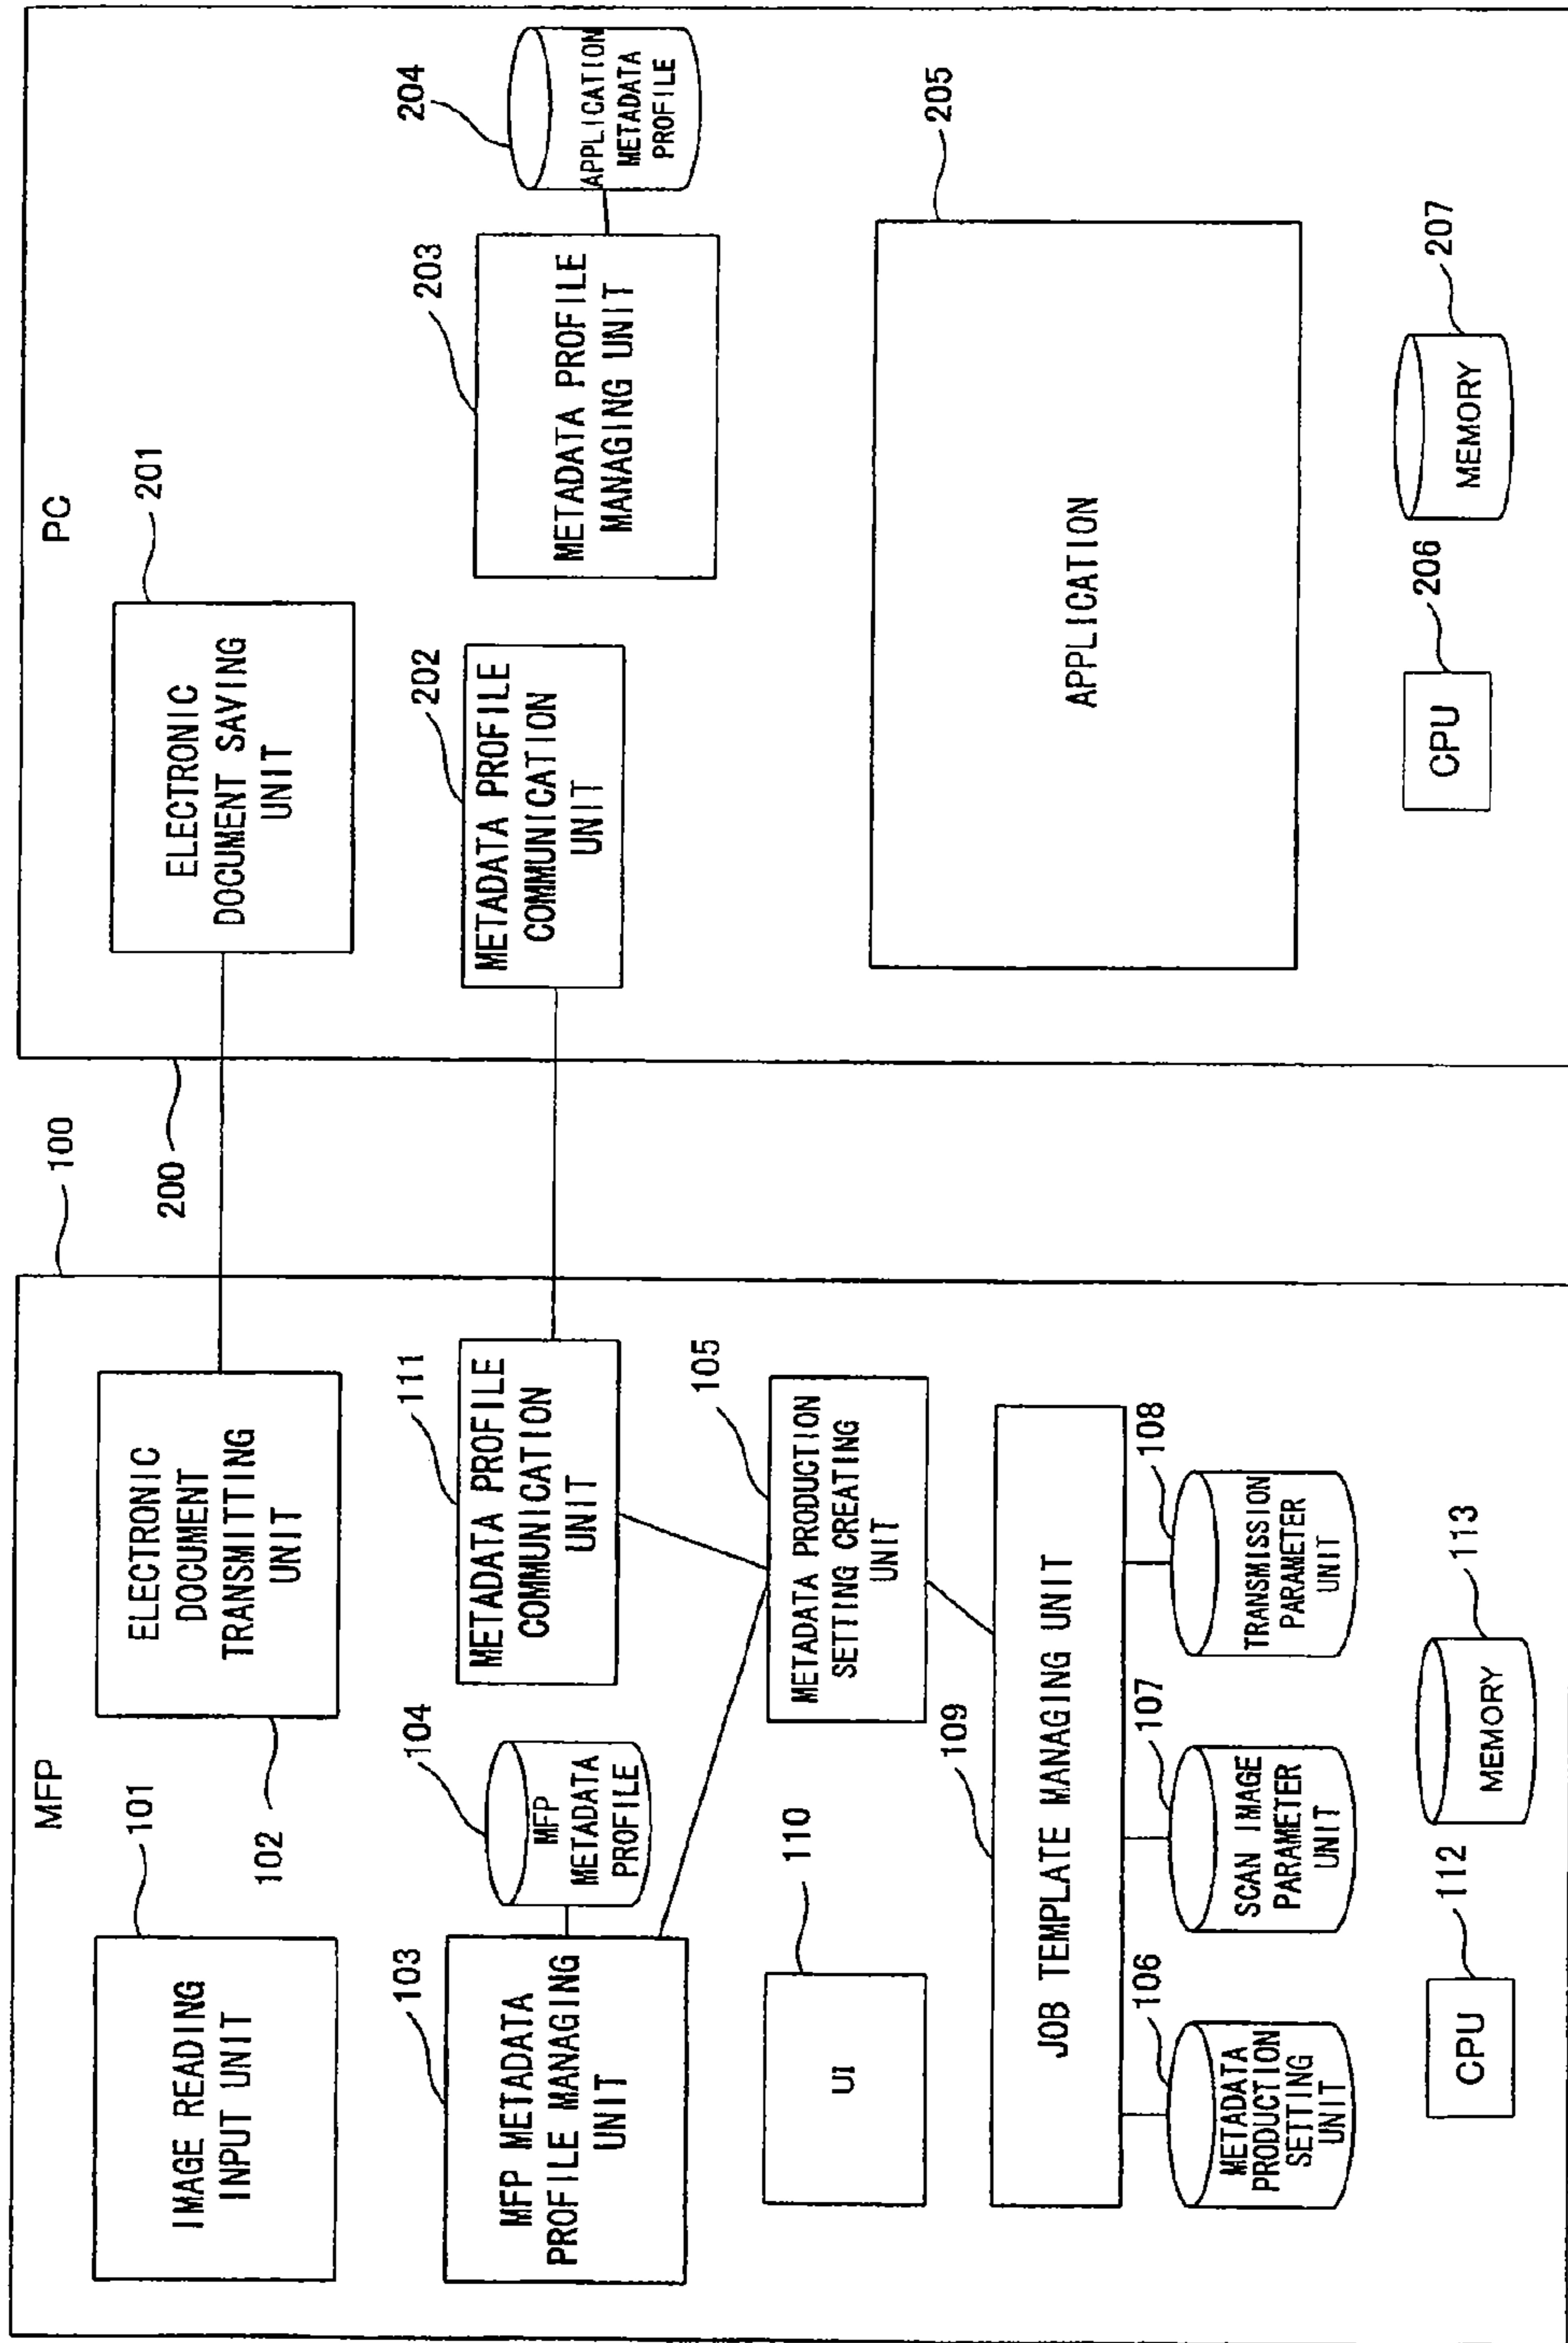 MFP
100
IMAGE READING
INPUT UNIT
101
ELECTRONIC
DOCUMENT
TRANSMITTING
UNIT
102
MFP METADATA
PROFILE MANAGING
UNIT
103
MFP
METADATA
PROFILE
104
METADATA PROFILE
COMMUNICATION
UNIT
111
UI
110
METADATA PRODUCTION
SETTING CREATING
UNIT
105
JOB TEMPLATE MANAGING UNIT
109
METADATA
PRODUCTION
SETTING
UNIT
106
SCAN IMAGE
PARAMETER
UNIT
107
TRANSMISSION
PARAMETER
UNIT
108
CPU
112
MEMORY
113
PC
200
ELECTRONIC
DOCUMENT SAVING
UNIT
201
METADATA PROFILE
COMMUNICATION
UNIT
202
METADATA PROFILE
MANAGING UNIT
203
APPLICATION
METADATA
PROFILE
204
APPLICATION
205
CPU
206
MEMORY
207